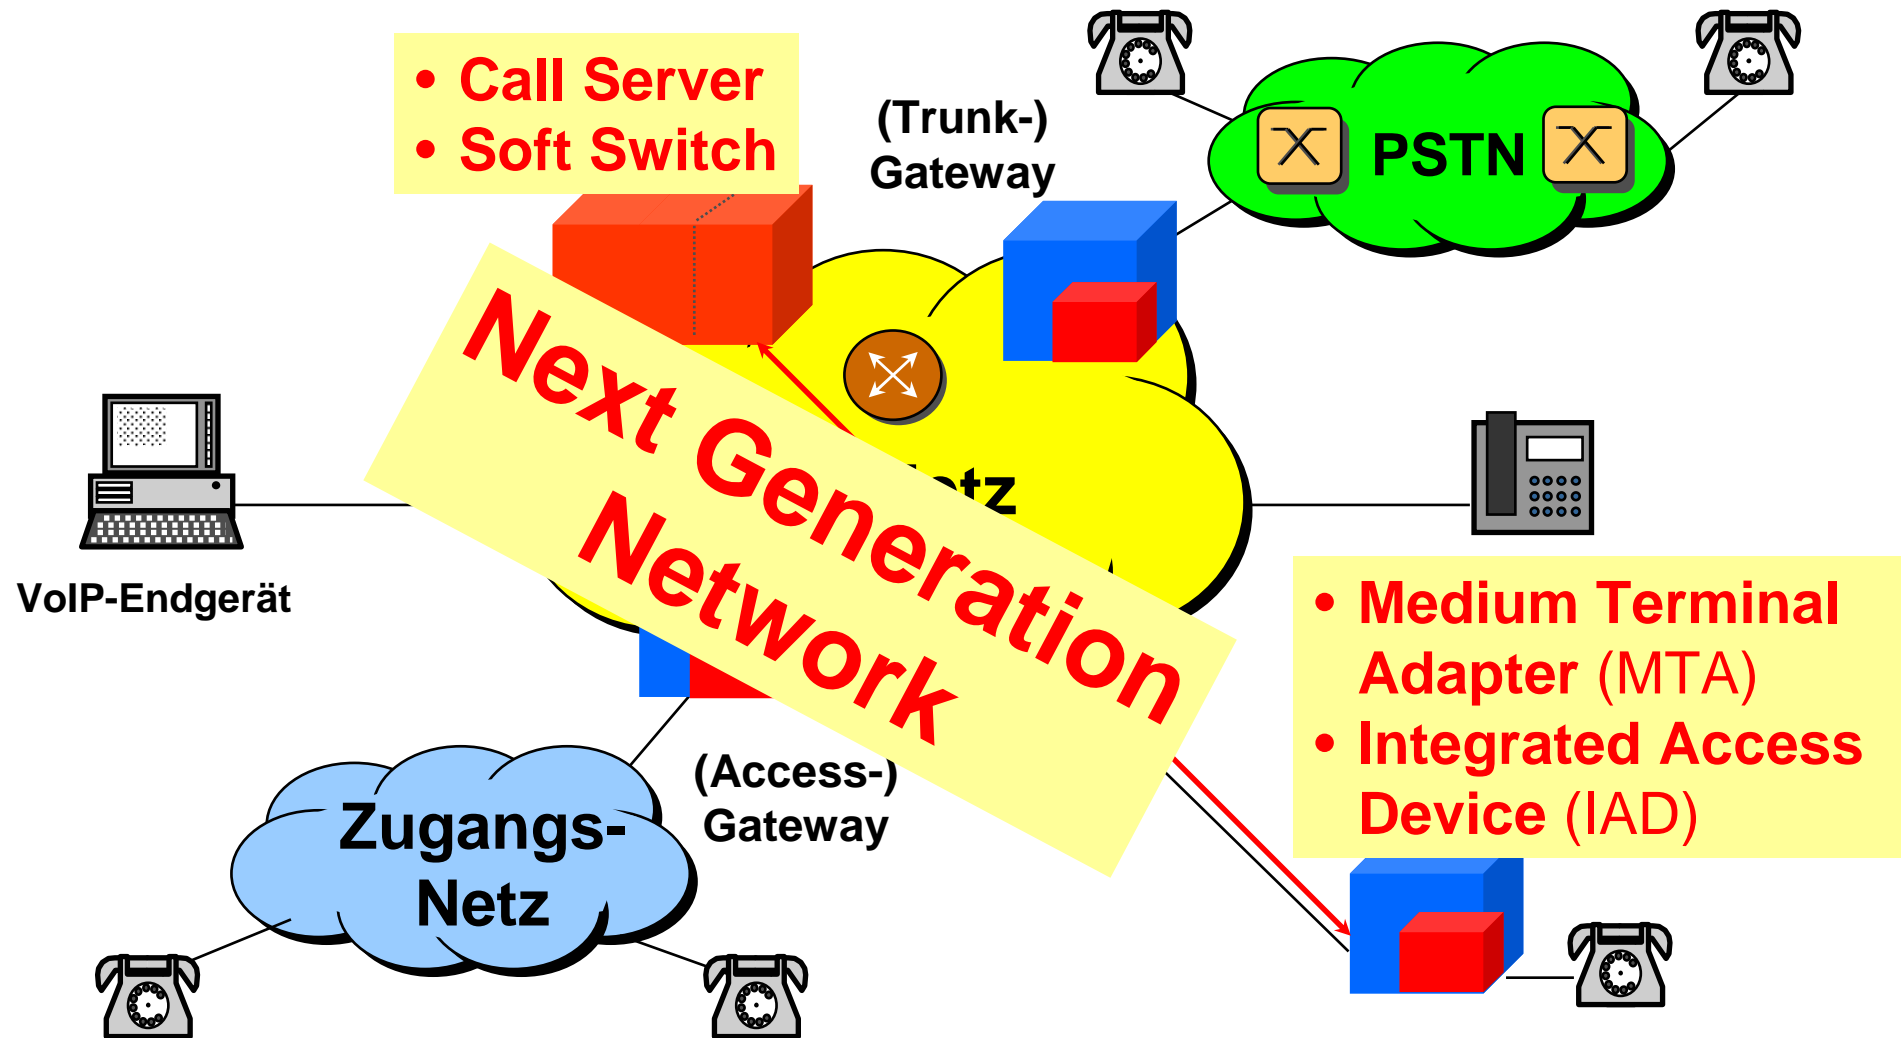 • Call Server
• Soft Switch
(Trunk-)
Gateway
PSTN
Next Generation
Network
VoIP-Endgerät
• Medium Terminal
Adapter (MTA)
• Integrated Access
Device (IAD)
(Access-)
Gateway
Zugangs-
Netz